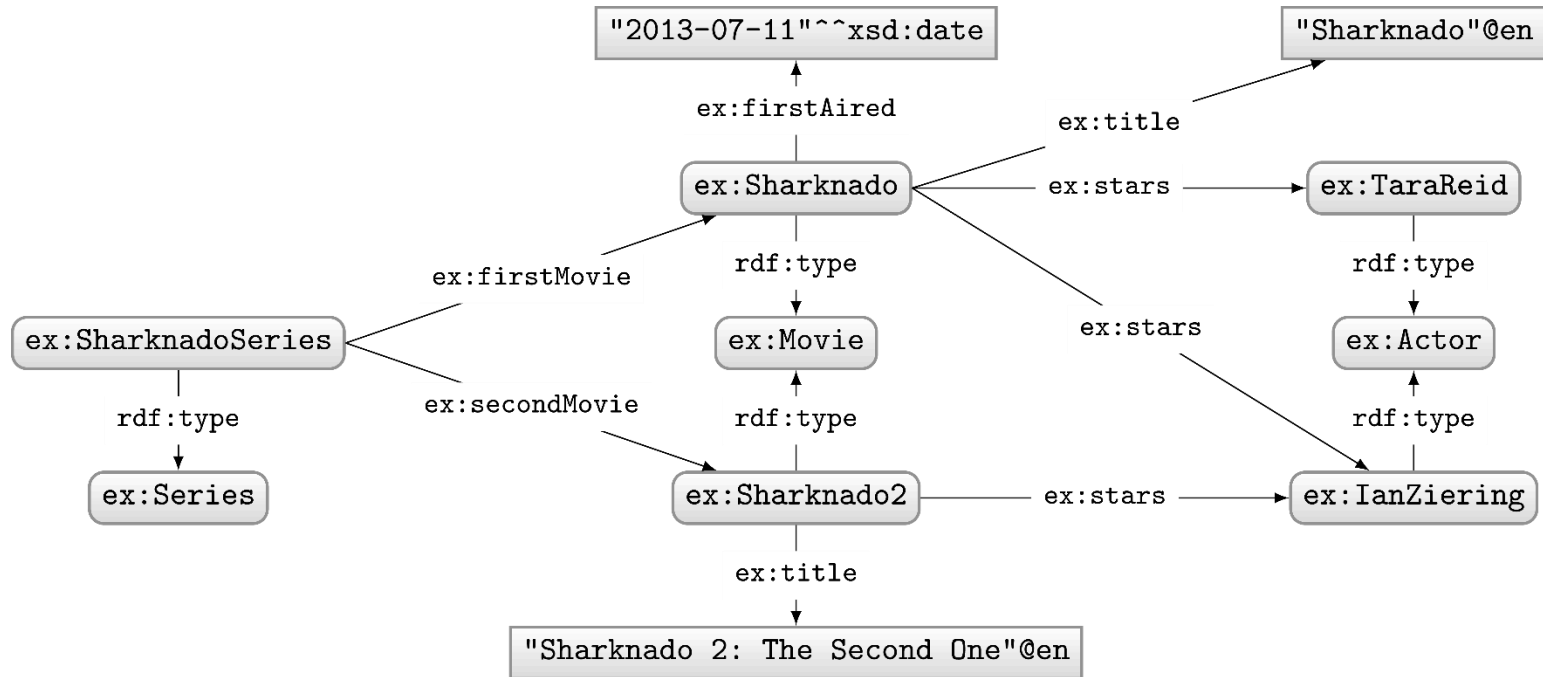 "2013-07-11"^^xsd:date
"Sharknado"@en
ex:firstAired
ex:title
ex:Sharknado
ex:stars
ex:TaraReid
ex:firstMovie
rdf:type
rdf:type
ex:SharknadoSeries
ex:Movie
ex:stars
ex:Actor
rdf:type
ex:secondMovie
rdf:type
rdf:type
ex:Series
ex:Sharknado2
ex:stars
ex:IanZiering
ex:title
"Sharknado 2: The Second One"@en